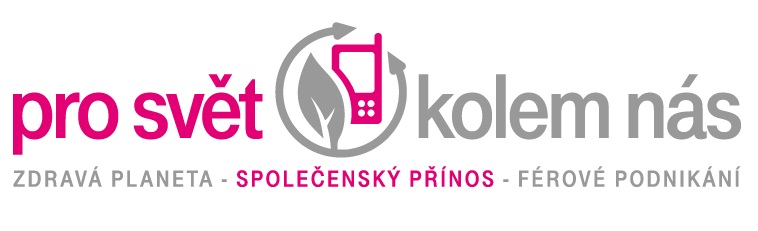 pro svět kolem nás
ZDRAVÁ PLANETA - SPOLEČENSKÝ PŘÍNOS - FÉROVÉ PODNIKÁNÍ